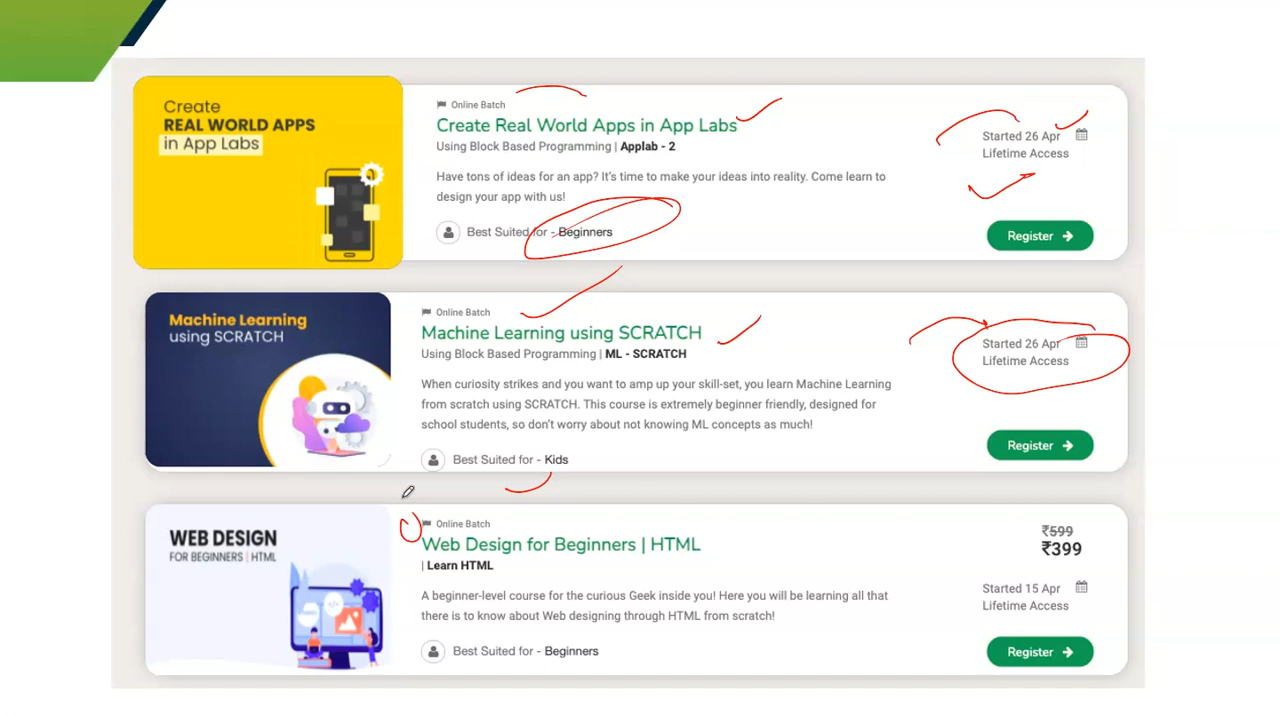 Create
REAL WORLD APPS
in App Labs
Online Batch
Create Real World Apps in App Labs
Using Block Based Programming | Applab - 2
Have tons of ideas for an app? It's time to make your ideas into reality. Come learn to
design your app with us!
Best Suited for - Beginners
Started 26 Apr
Lifetime Access
Register
Machine Learning
using SCRATCH
Online Batch
Machine Learning using SCRATCH
Using Block Based Programming | ML - SCRATCH
When curiosity strikes and you want to amp up your skill-set, you learn Machine Learning
from scratch using SCRATCH. This course is extremely beginner friendly, designed for
school students, so don't worry about not knowing ML concepts as much!
Best Suited for - Kids
Started 26 Apr
Lifetime Access
Register
WEB DESIGN
FOR BEGINNERS | HTML
Online Batch
Web Design for Beginners | HTML
| Learn HTML
A beginner-level course for the curious Geek inside you! Here you will be learning all that
there is to know about Web designing through HTML from scratch!
Best Suited for - Beginners
₹599
₹399
Started 15 Apr
Lifetime Access
Register